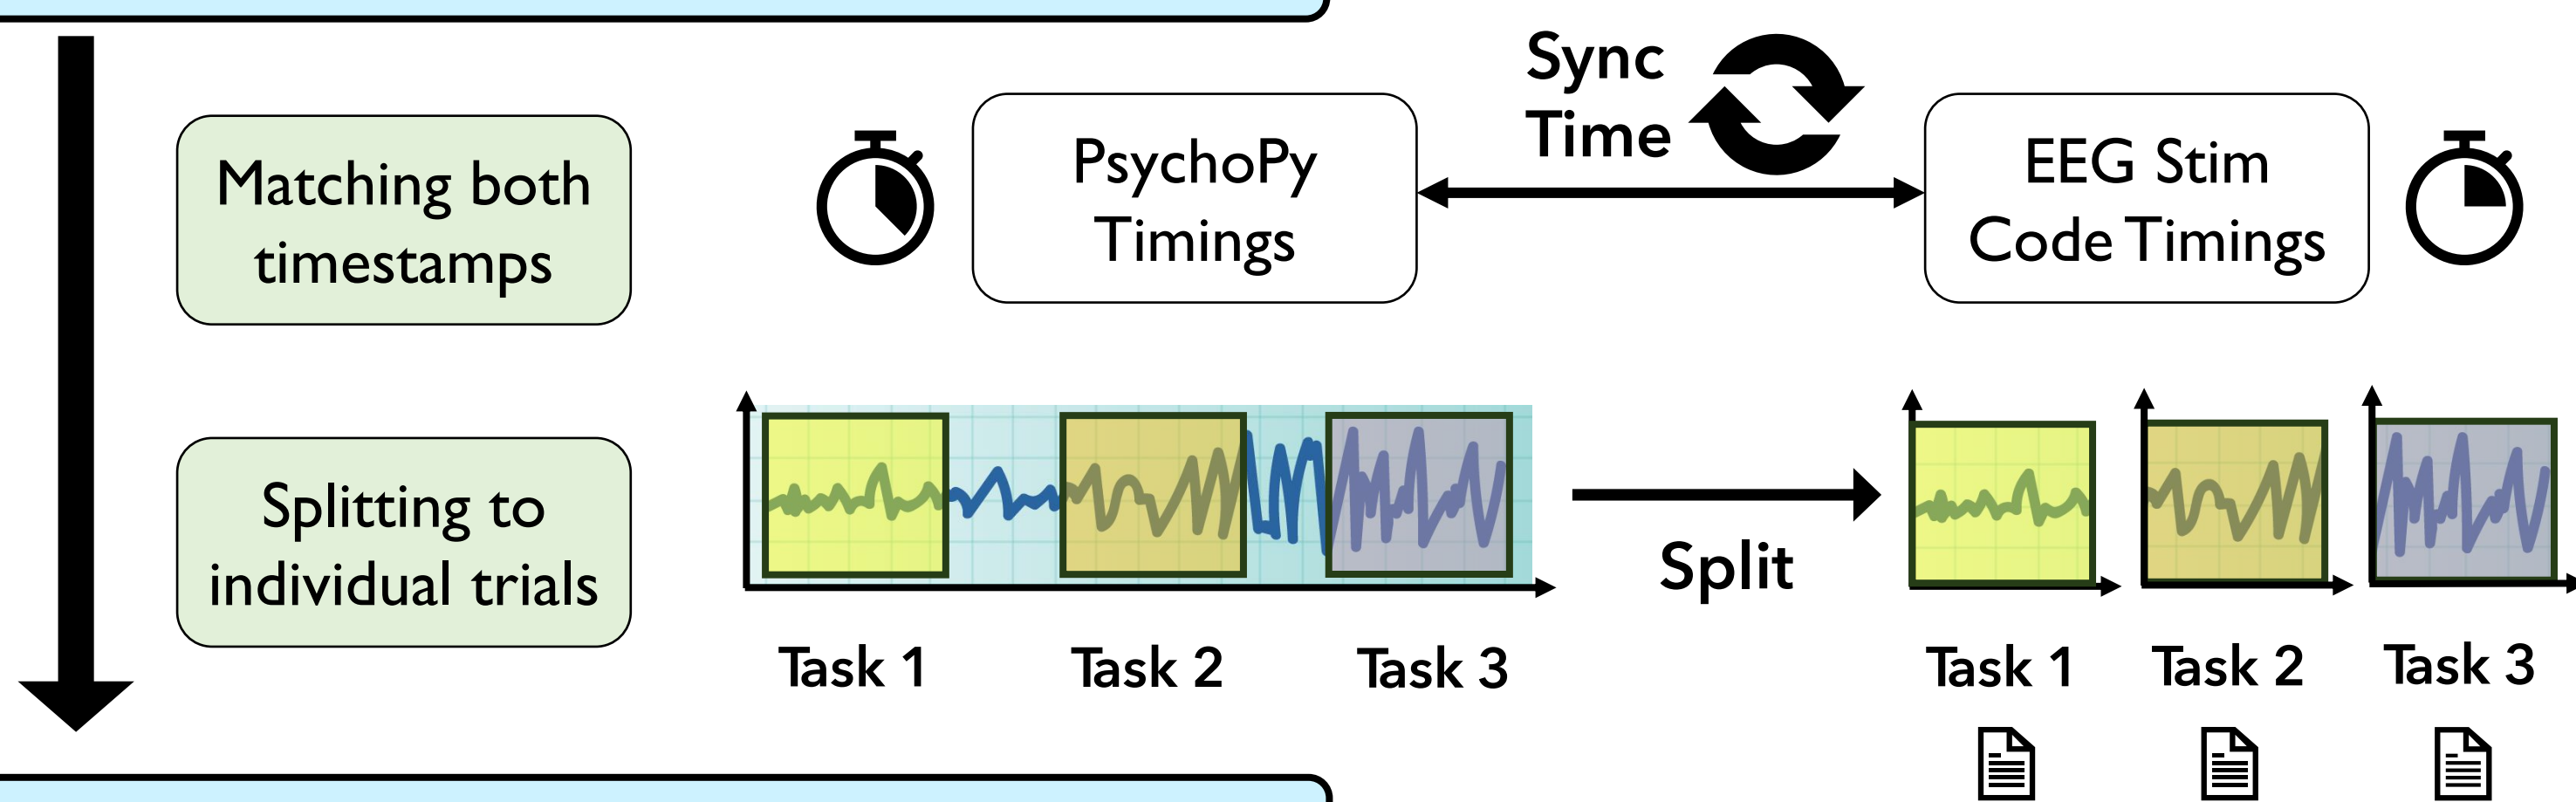 Sync
Time
Matching both
timestamps
PsychoPy
Timings
EEG Stim
Code Timings
Splitting to
individual trials
Split
Task 1
Task 2
Task 3
Task 1
Task 2
Task 3